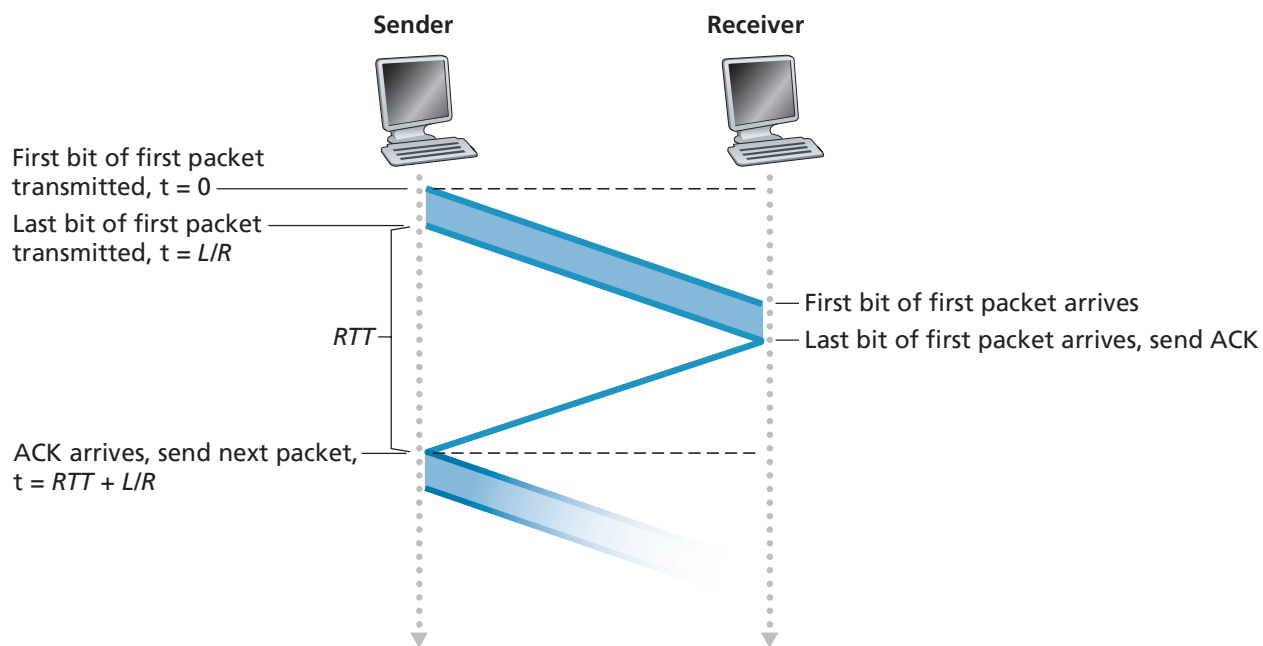 Sender
Receiver
First bit of first packet
transmitted, t = 0
Last bit of first packet
transmitted, t = L/R
First bit of first packet arrives
RTT
Last bit of first packet arrives, send ACK
ACK arrives, send next packet,
t = RTT + L/R